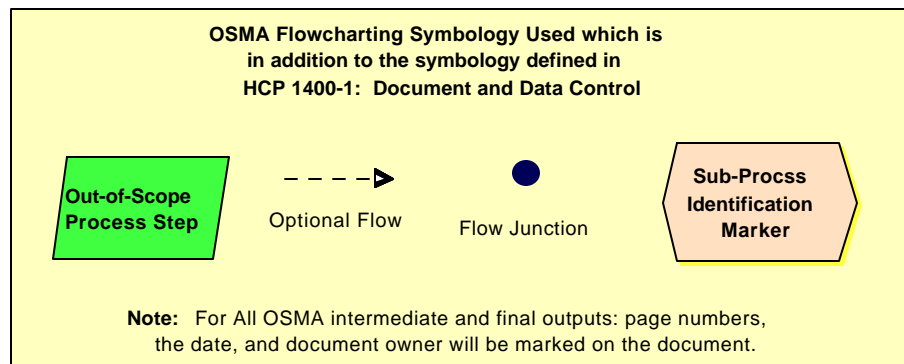 OSMA Flowcharting Symbology Used which is
in addition to the symbology defined in
HCP 1400-1: Document and Data Control
Out-of-Scope
Process Step
Optional Flow
Flow Junction
Sub-Procss
Identification
Marker
Note: For All OSMA intermediate and final outputs: page numbers,
the date, and document owner will be marked on the document.